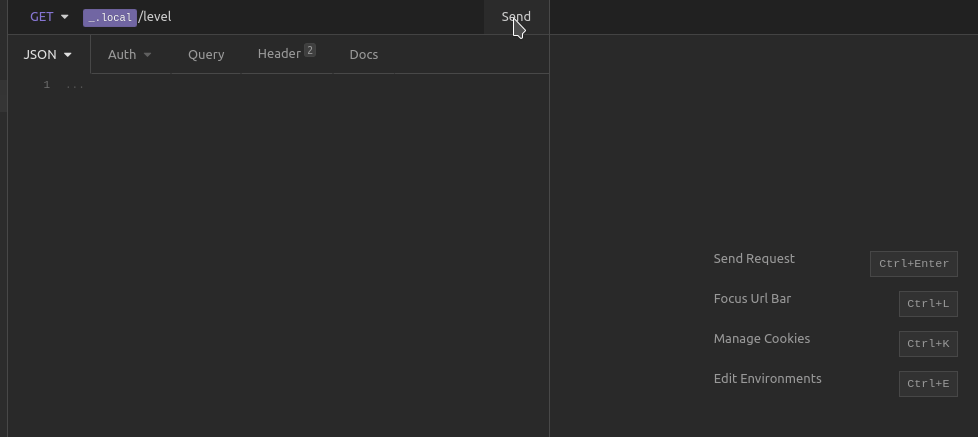 GET _.local/level Send
JSON Auth Query Header 2 Docs
1 ...
Send Request Ctrl+Enter
Focus Url Bar Ctrl+L
Manage Cookies Ctrl+K
Edit Environments Ctrl+E